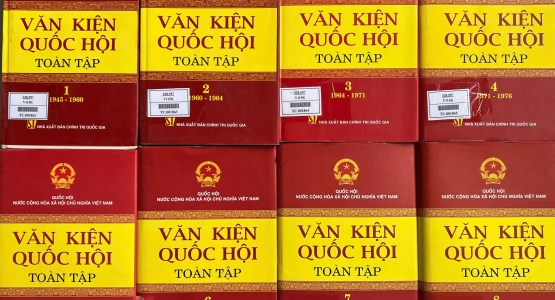 VĂN KIỆN
QUỐC HỘI
TOÀN TẬP
1
1945 - 1960
NHÀ XUẤT BẢN CHÍNH TRỊ QUỐC GIA
VĂN KIỆN
QUỐC HỘI
TOÀN TẬP
2
1960 - 1964
NHÀ XUẤT BẢN CHÍNH TRỊ QUỐC GIA
VĂN KIỆN
QUỐC HỘI
TOÀN TẬP
3
1964 - 1971
NHÀ XUẤT BẢN CHÍNH TRỊ QUỐC GIA
VĂN KIỆN
QUỐC HỘI
TOÀN TẬP
4
1971 - 1976
NHÀ XUẤT BẢN CHÍNH TRỊ QUỐC GIA
QUỐC HỘI
NƯỚC CỘNG HÒA XÃ HỘI CHỦ NGHĨA VIỆT NAM
VĂN KIỆN
QUỐC HỘI
TOÀN TẬP
QUỐC HỘI
NƯỚC CỘNG HÒA XÃ HỘI CHỦ NGHĨA VIỆT NAM
VĂN KIỆN
QUỐC HỘI
TOÀN TẬP
6
QUỐC HỘI
NƯỚC CỘNG HÒA XÃ HỘI CHỦ NGHĨA VIỆT NAM
VĂN KIỆN
QUỐC HỘI
TOÀN TẬP
7
QUỐC HỘI
NƯỚC CỘNG HÒA XÃ HỘI CHỦ NGHĨA VIỆT NAM
VĂN KIỆN
QUỐC HỘI
TOÀN TẬP
8